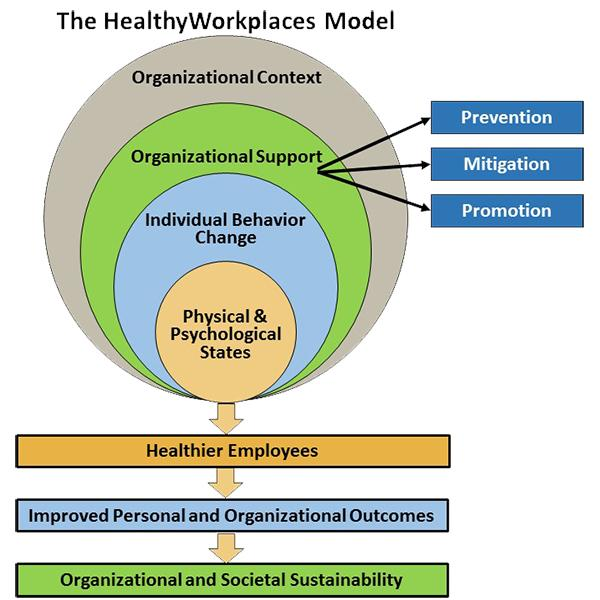 The HealthyWorkplaces Model
Organizational Context
Prevention
Organizational Support
Mitigation
Promotion
Individual Behavior
Change
Physical &
Psychological
States
Healthier Employees
Improved Personal and Organizational Outcomes
Organizational and Societal Sustainability